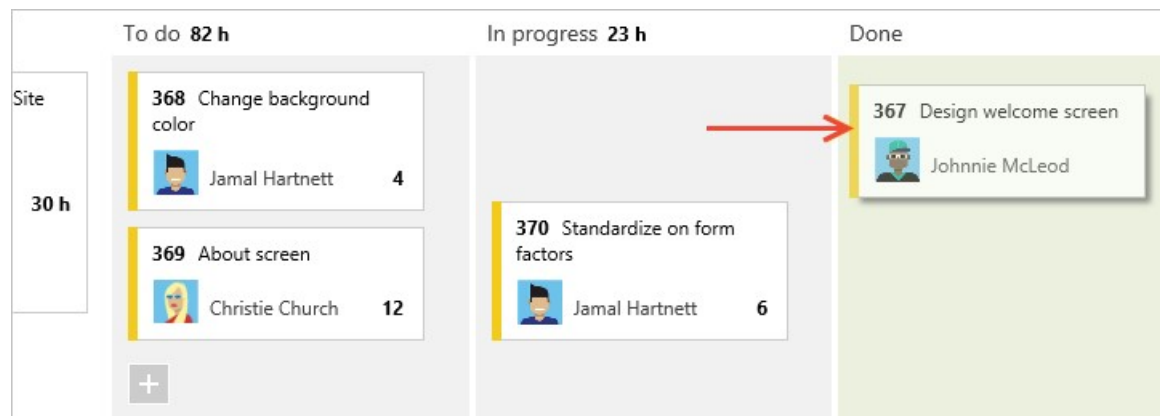 To do 82 h
In progress 23 h
Done
Site
30 h
368 Change background
color
Jamal Hartnett 4
369 About screen
Christie Church 12
+
370 Standardize on form
factors
Jamal Hartnett 6
367 Design welcome screen
Johnnie McLeod